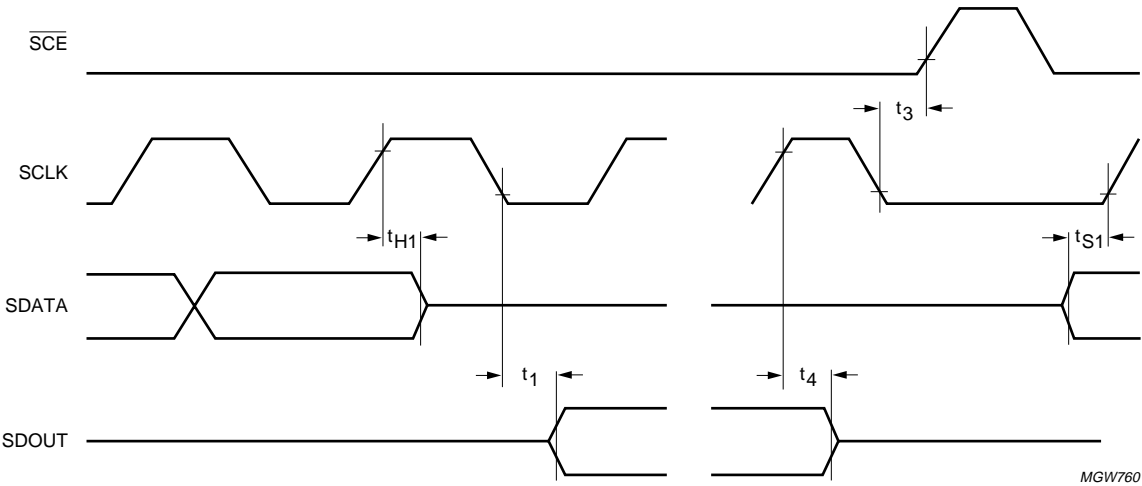 SCE
t3
SCLK
tH1
tS1
SDATA
t1
t4
SDOUT
MGW760